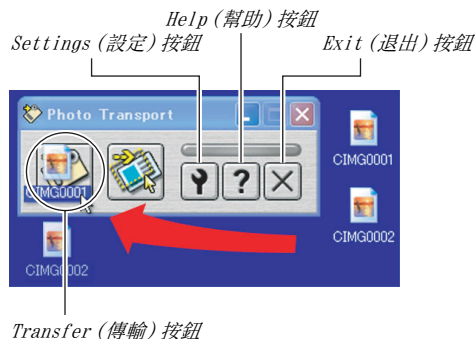 Help (幫助) 按鈕
Settings (設定) 按鈕
Exit (退出) 按鈕
Photo Transport
CIMG0001
CIMG0001
CIMG0002
CIMG0002
Transfer (傳輸) 按鈕